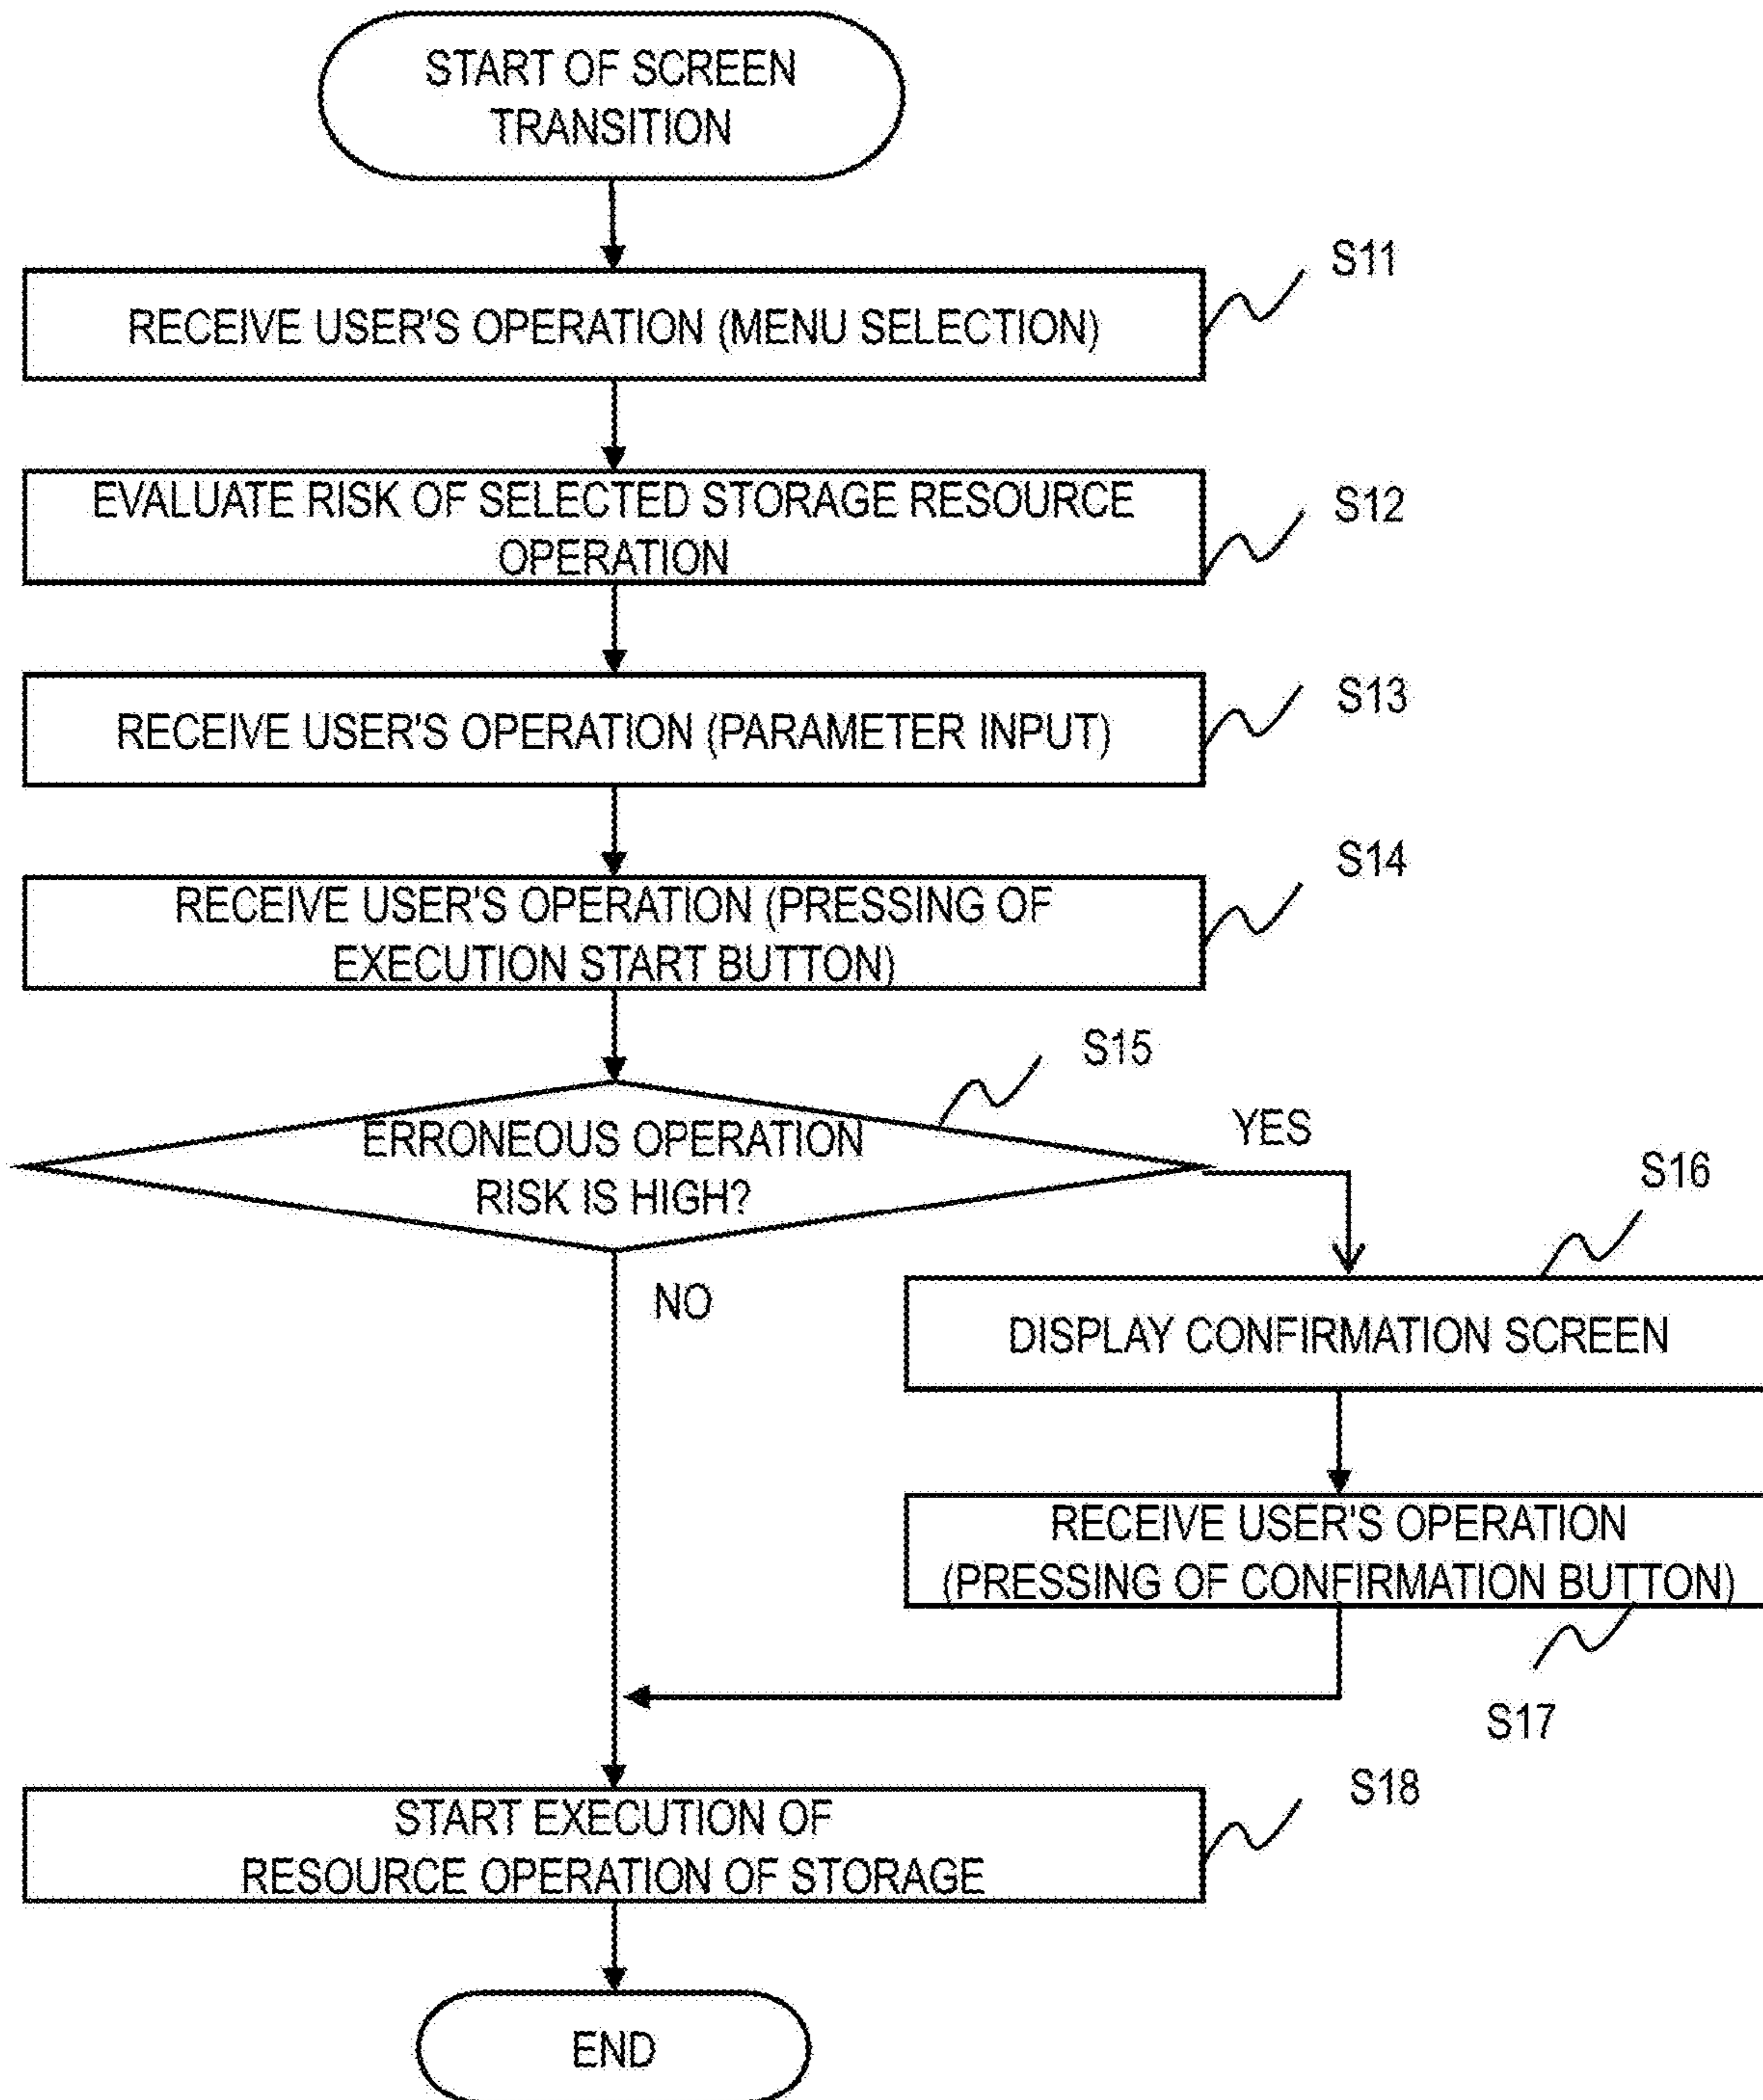 START OF SCREEN
TRANSITION
S11
RECEIVE USER'S OPERATION (MENU SELECTION)
S12
EVALUATE RISK OF SELECTED STORAGE RESOURCE
OPERATION
S13
RECEIVE USER'S OPERATION (PARAMETER INPUT)
S14
RECEIVE USER'S OPERATION (PRESSING OF
EXECUTION START BUTTON)
S15
ERRONEOUS OPERATION
RISK IS HIGH?
YES
NO
S16
DISPLAY CONFIRMATION SCREEN
RECEIVE USER'S OPERATION
(PRESSING OF CONFIRMATION BUTTON)
S17
S18
START EXECUTION OF
RESOURCE OPERATION OF STORAGE
END